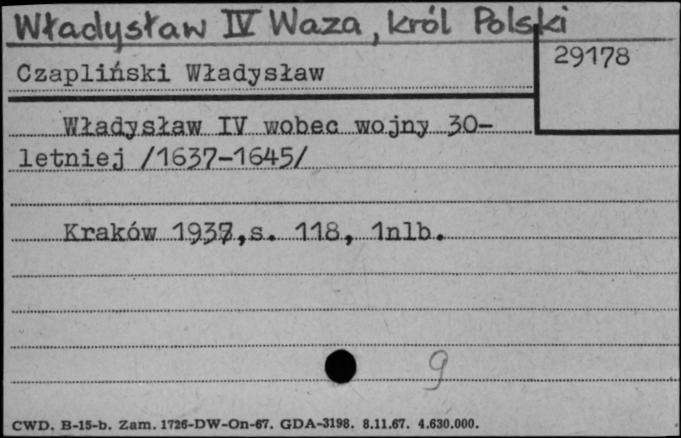 Władysław IV Waza, król Polski
29178
Czapliński Władysław
Władysław IV wobec wojny 30-
letniej /1637-1645/
Kraków 1937, s. 118, 1nlb.
9
CWD. B-15-b. Zam. 1726-DW-On-67. GDA-3198. 8.11.67. 4.630.000.